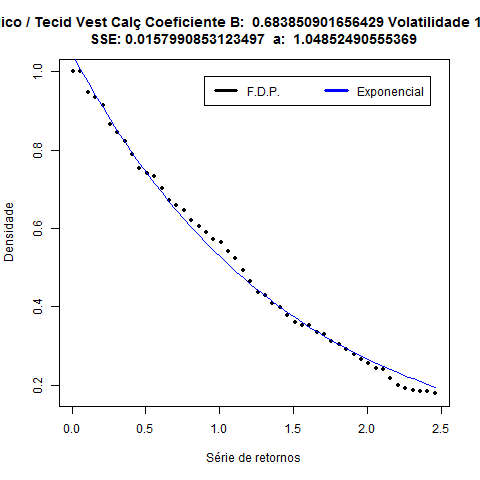 ico / Tecid Vest Calç Coeficiente B: 0.683850901656429 Volatilidade 1
SSE: 0.0157990853123497 a: 1.04852490555369
F.D.P.
Exponencial
Densidade
1.0
0.8
0.6
0.4
0.2
0.0
0.5
1.0
1.5
2.0
2.5
Série de retornos